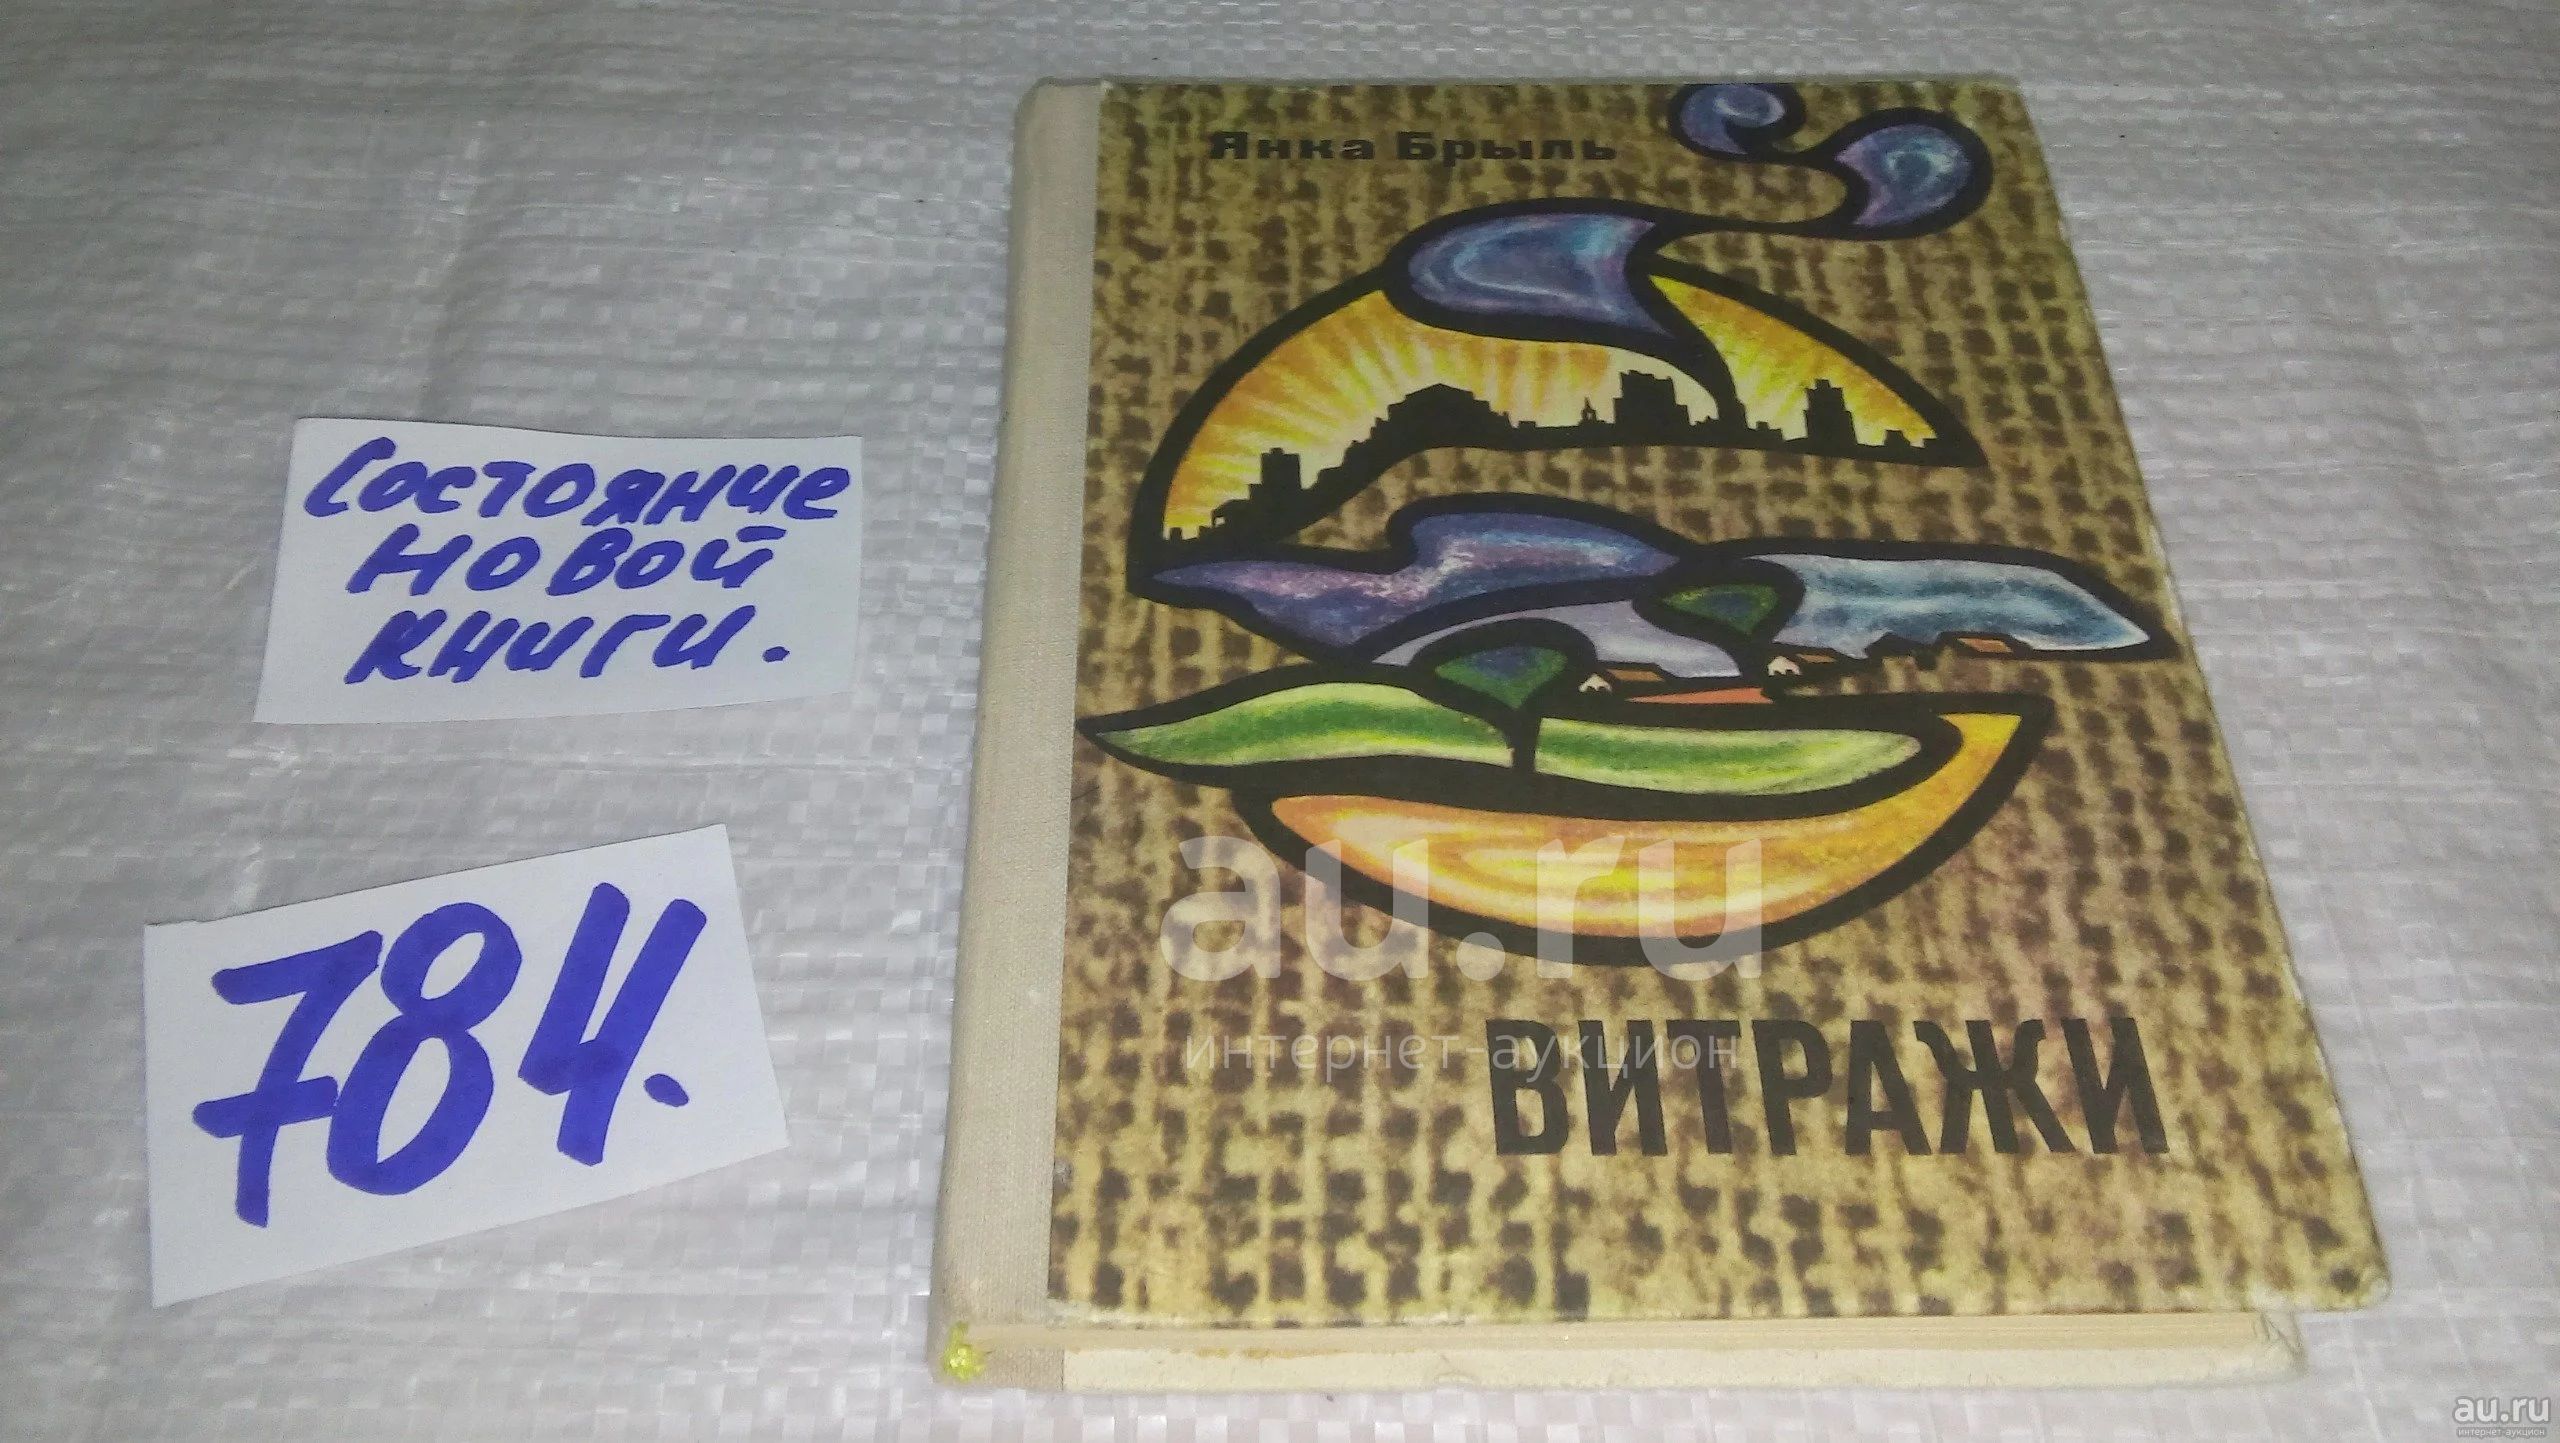 Янка Брыль
Состояние
новой
книги.
784.
au.ru
интернет-аукцион
ВИТРАЖИ
au.ru
интернет-аукцион